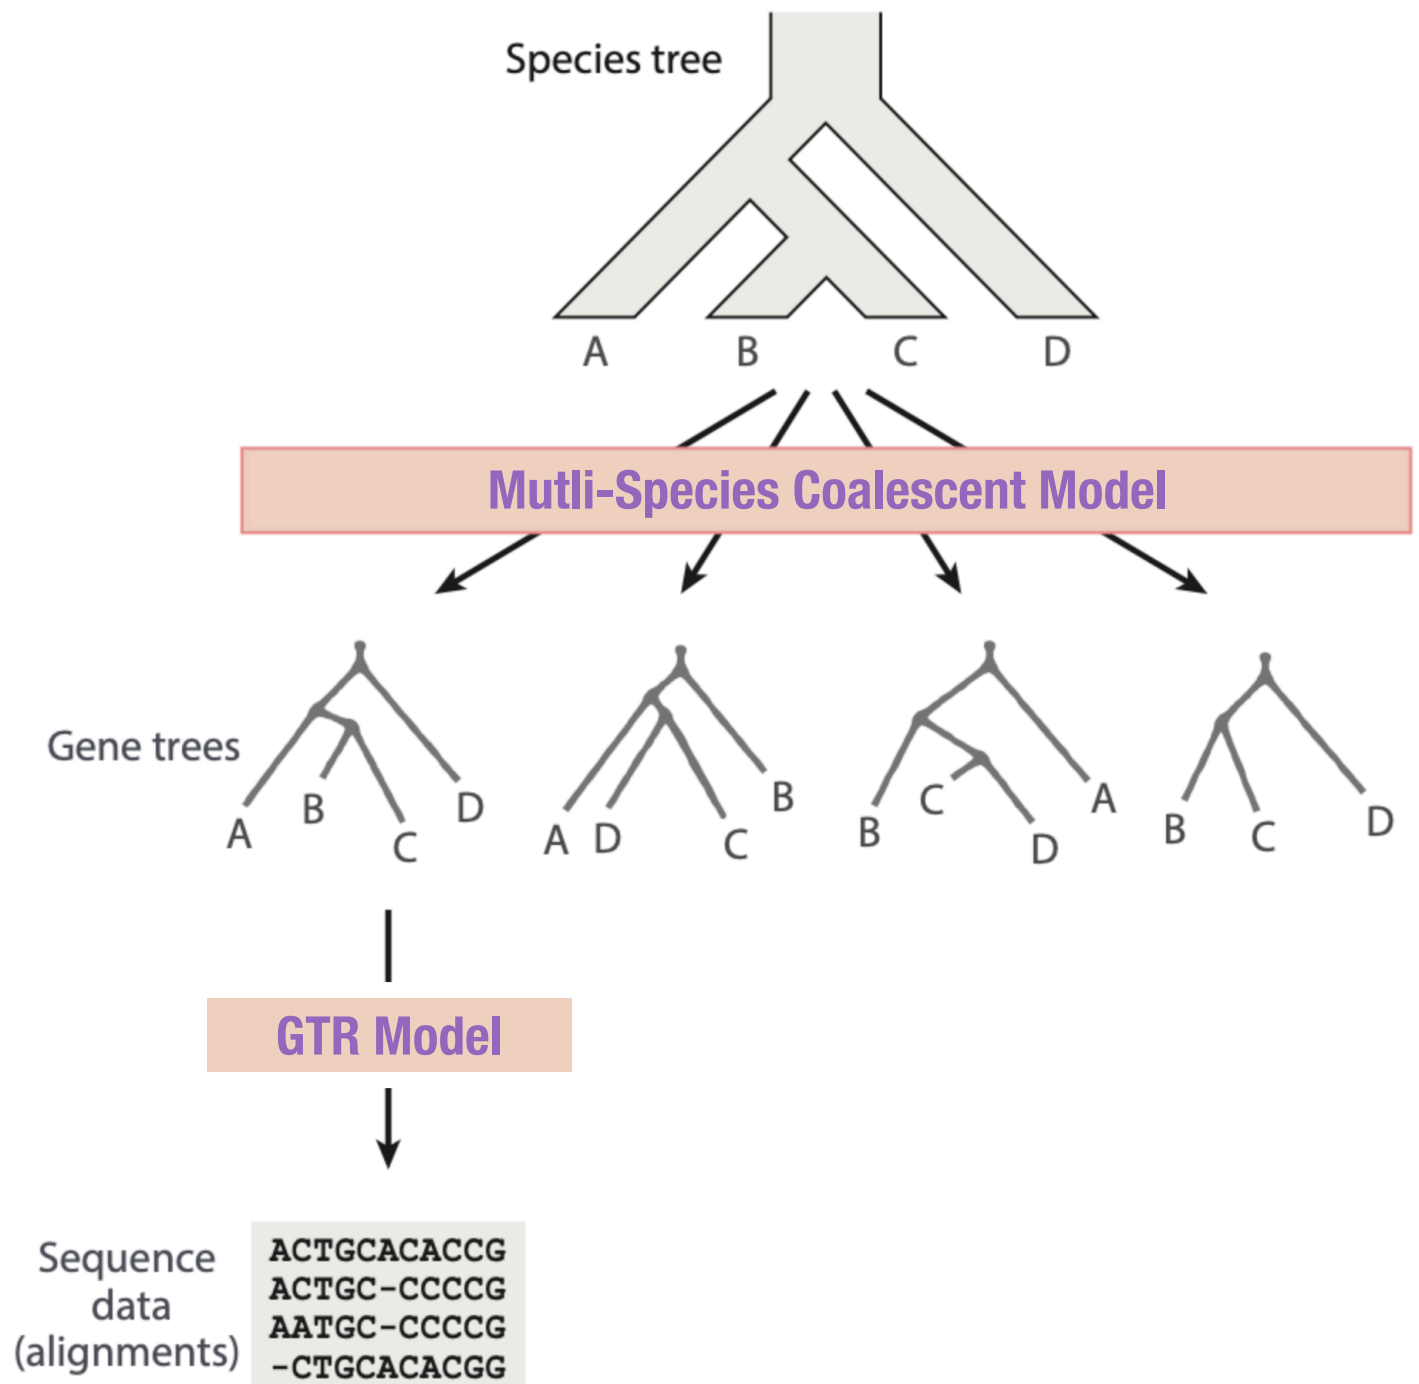 Species tree
A B C D
Mutli-Species Coalescent Model
Gene trees
A B C D
A D C B
B C D A
B C D
GTR Model
Sequence
data
(alignments)
ACTGCACACCG
ACTGC-CCCCG
AATGC-CCCCG
-CTGCACACGG